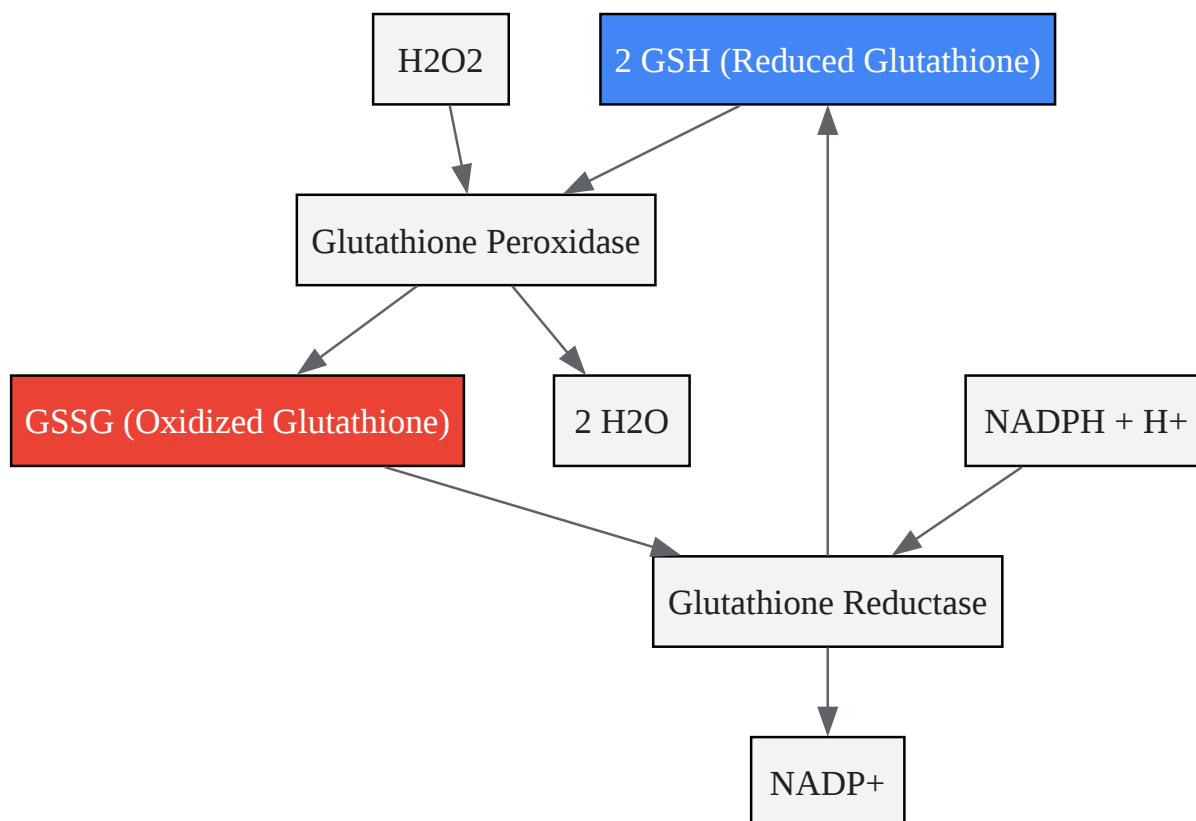 H2O2
2 GSH (Reduced Glutathione)
Glutathione Peroxidase
GSSG (Oxidized Glutathione)
2 H2O
NADPH + H+
Glutathione Reductase
NADP+